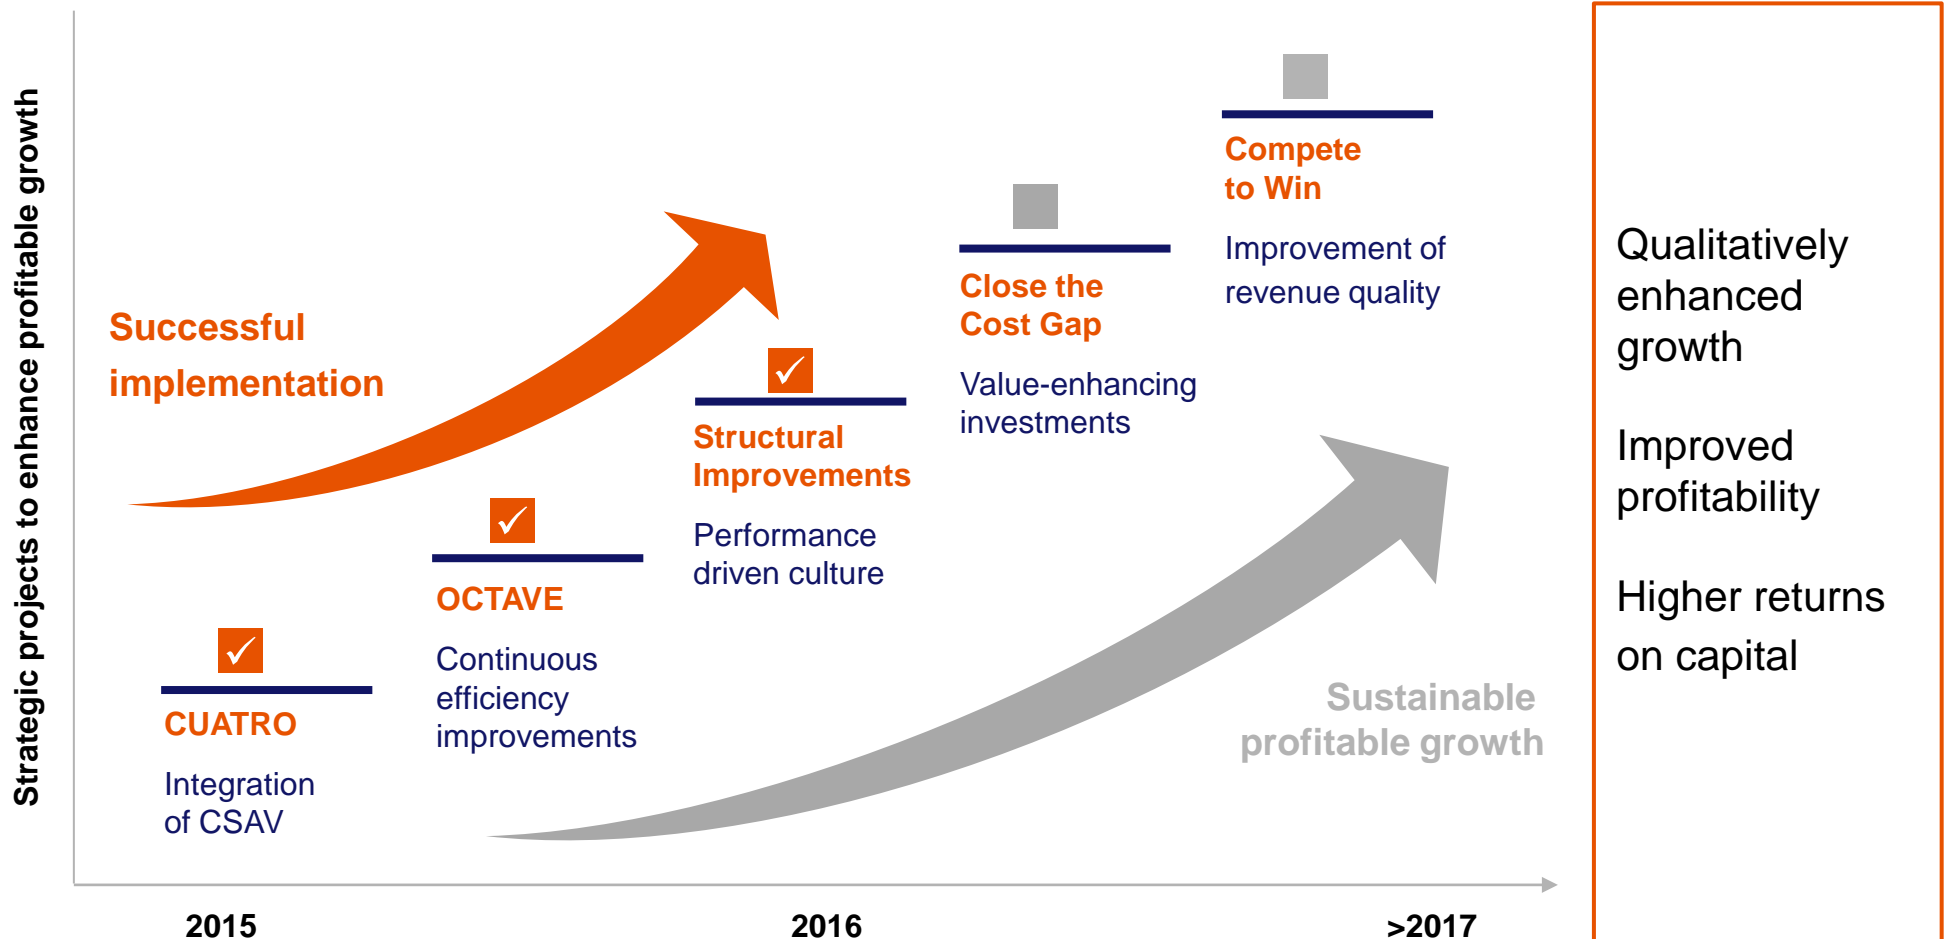 Strategic projects to enhance profitable growth
Successful
implementation
CUATRO
Integration
of CSAV
OCTAVE
Continuous
efficiency
improvements
Structural
Improvements
Performance
driven culture
Close the
Cost Gap
Value-enhancing
investments
Compete
to Win
Improvement of
revenue quality
Sustainable
profitable growth
2015
2016
>2017
Qualitatively
enhanced
growth
Improved
profitability
Higher returns
on capital